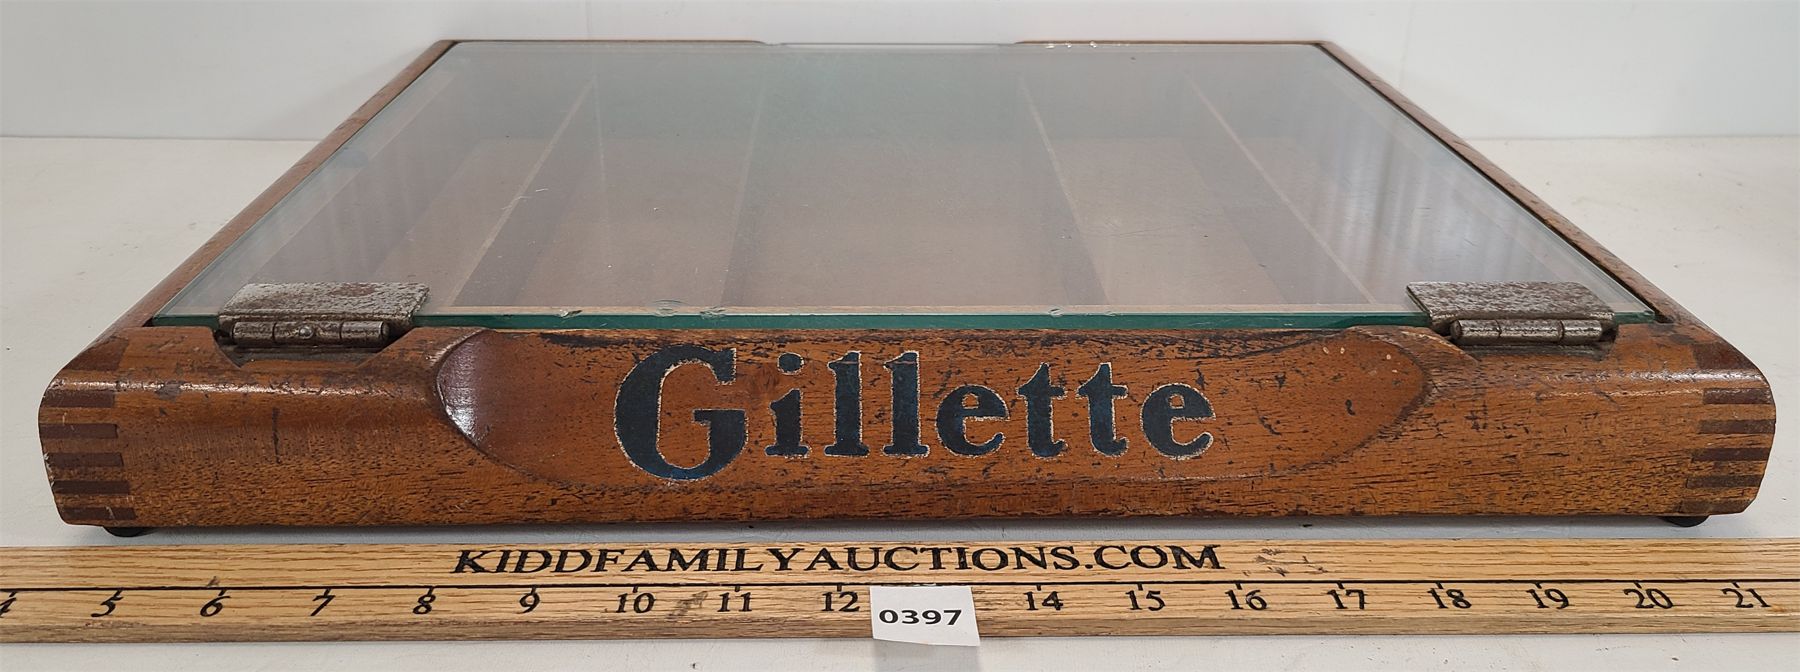 Gillette
KIDDFAMILYAUCTIONS.COM
4 5 6 7 8 9 10 11 12 14 15 16 17 18 19 20 21
0397